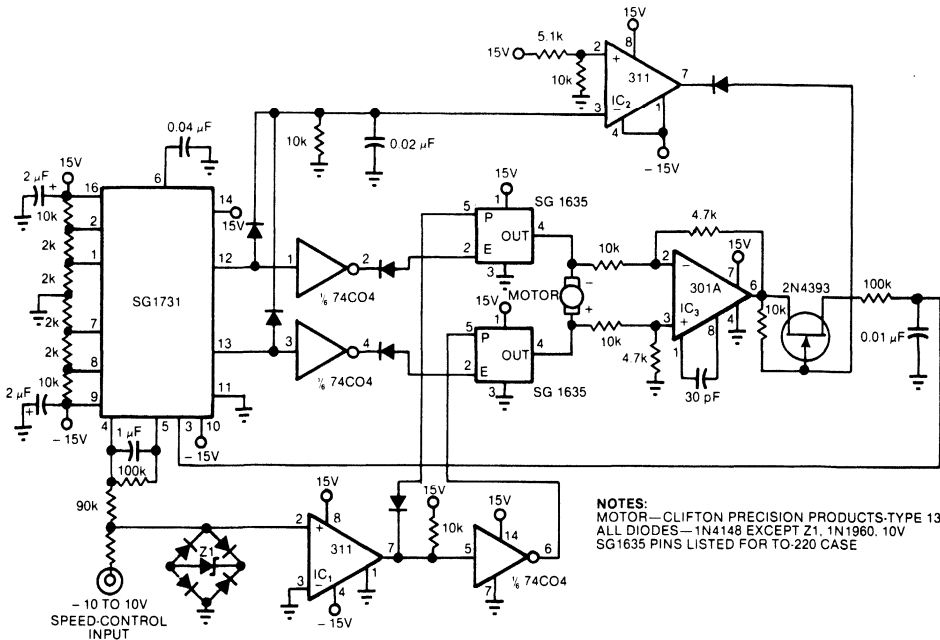 15V
5.1k
15V
2
8
+
311
7
10k
3
IC2
−
1
4
− 15V
0.04 µF
10k
0.02 µF
2 µF
+
15V
6
16
14
15V
10k
2
2k
1
2k
SG1731
12
13
2k
7
2k
8
10k
2 µF
+
9
− 15V
11
4
5
3
10
− 15V
1 µF
100k
90k
1
2
⅙ 74CO4
3
4
⅙ 74CO4
15V
SG 1635
5
1
P
E
OUT
4
2
3
15V
MOTOR
−
+
1
P
OUT
4
2
E
3
SG 1635
10k
10k
4.7k
15V
2
−
301A
7
6
IC3
3
+
4
8
1
4.7k
30 pF
10k
2N4393
100k
0.01 µF
15V
2
+
8
311
7
IC1
3
−
1
4
− 15V
15V
10k
15V
14
5
6
7
⅙ 74CO4
Z1
− 10 TO 10V
SPEED-CONTROL
INPUT
NOTES:
MOTOR—CLIFTON PRECISION PRODUCTS-TYPE 13
ALL DIODES—1N4148 EXCEPT Z1, 1N1960. 10V
SG1635 PINS LISTED FOR TO-220 CASE